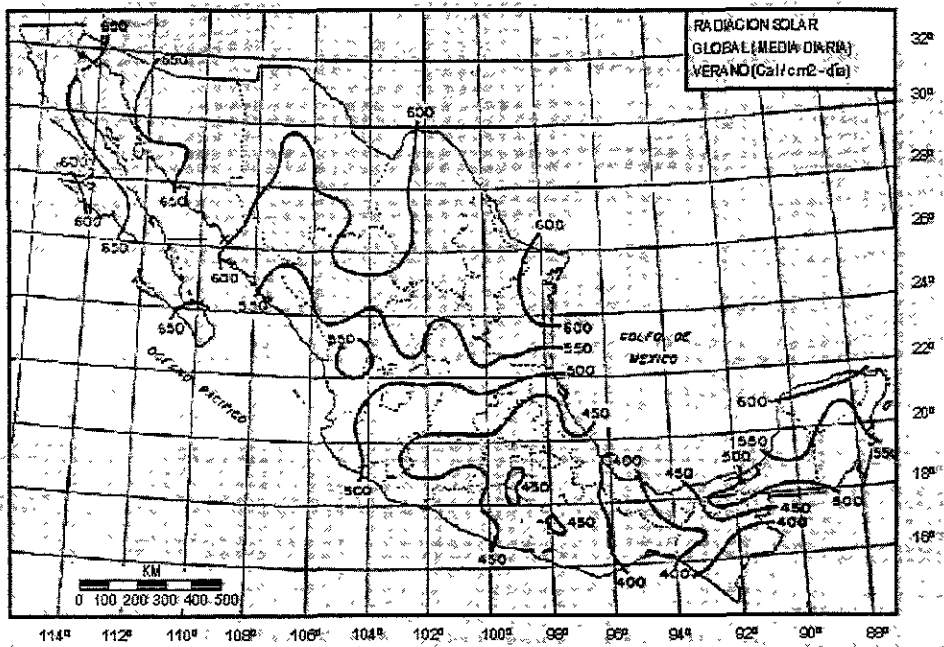 RADIACION SOLAR
GLOBAL (MEDIA DIARIA)
VERANO (Cal/cm2-dia)
32º
30º
28º
26º
24º
22º
20º
18º
16º
650
600
650
600
600
650
650
600
600
550
650
600
550
550
500
GOLFO DE
MEXICO
OCEANO PACIFICO
600
550
500
550
450
400
450
500
450
400
500
450
450
450
400
400
KM
0 100 200 300 400 500
114º 112º 110º 108º 106º 104º 102º 100º 98º 96º 94º 92º 90º 88º